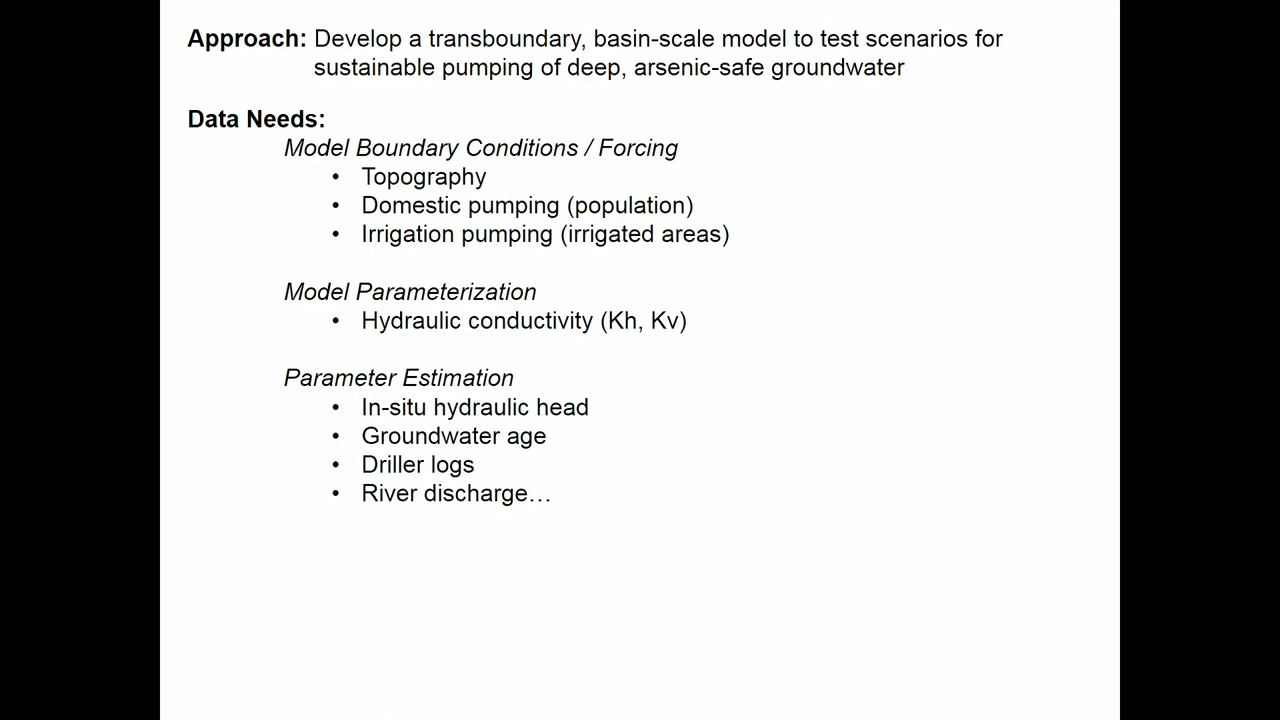 Approach: Develop a transboundary, basin-scale model to test scenarios for
sustainable pumping of deep, arsenic-safe groundwater
Data Needs:
Model Boundary Conditions / Forcing
• Topography
• Domestic pumping (population)
• Irrigation pumping (irrigated areas)
Model Parameterization
• Hydraulic conductivity (Kh, Kv)
Parameter Estimation
• In-situ hydraulic head
• Groundwater age
• Driller logs
• River discharge…